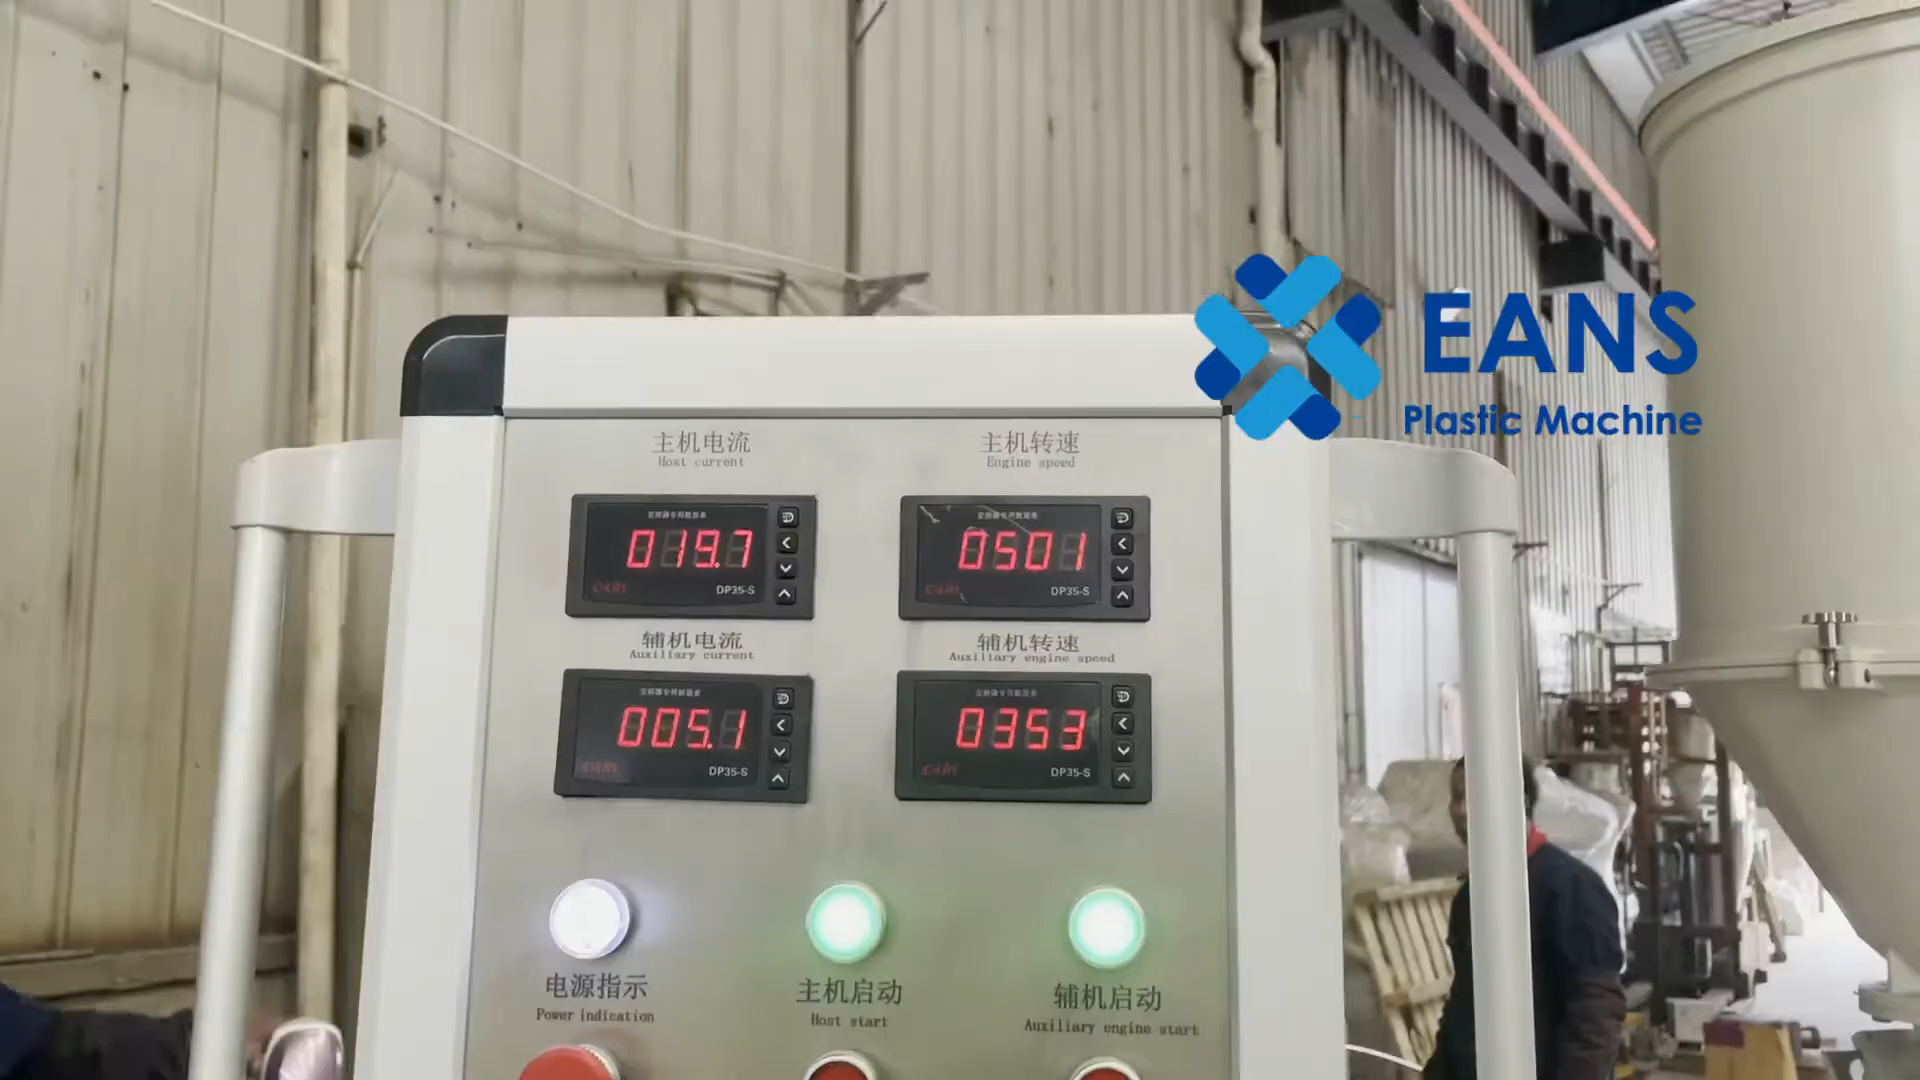 EANS
Plastic Machine
主机电流
Host current
主机转速
Engine speed
019.7
DP35-S
0501
DP35-S
辅机电流
Auxiliary current
辅机转速
Auxiliary engine speed
005.1
DP35-S
0353
DP35-S
电源指示
Power indication
主机启动
Host start
辅机启动
Auxiliary engine start